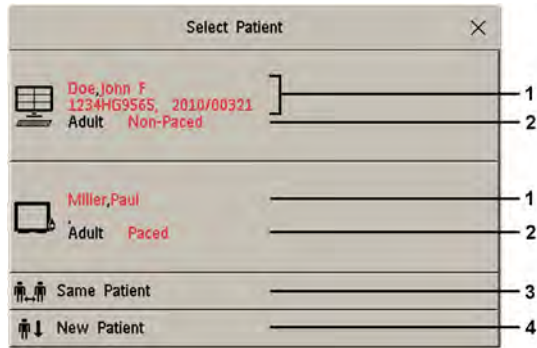 Select Patient
Doe,John F
1234HG9565, 2010/00321
Adult Non-Paced
Miller,Paul
,
Adult Paced
Same Patient
New Patient
1
2
1
2
3
4